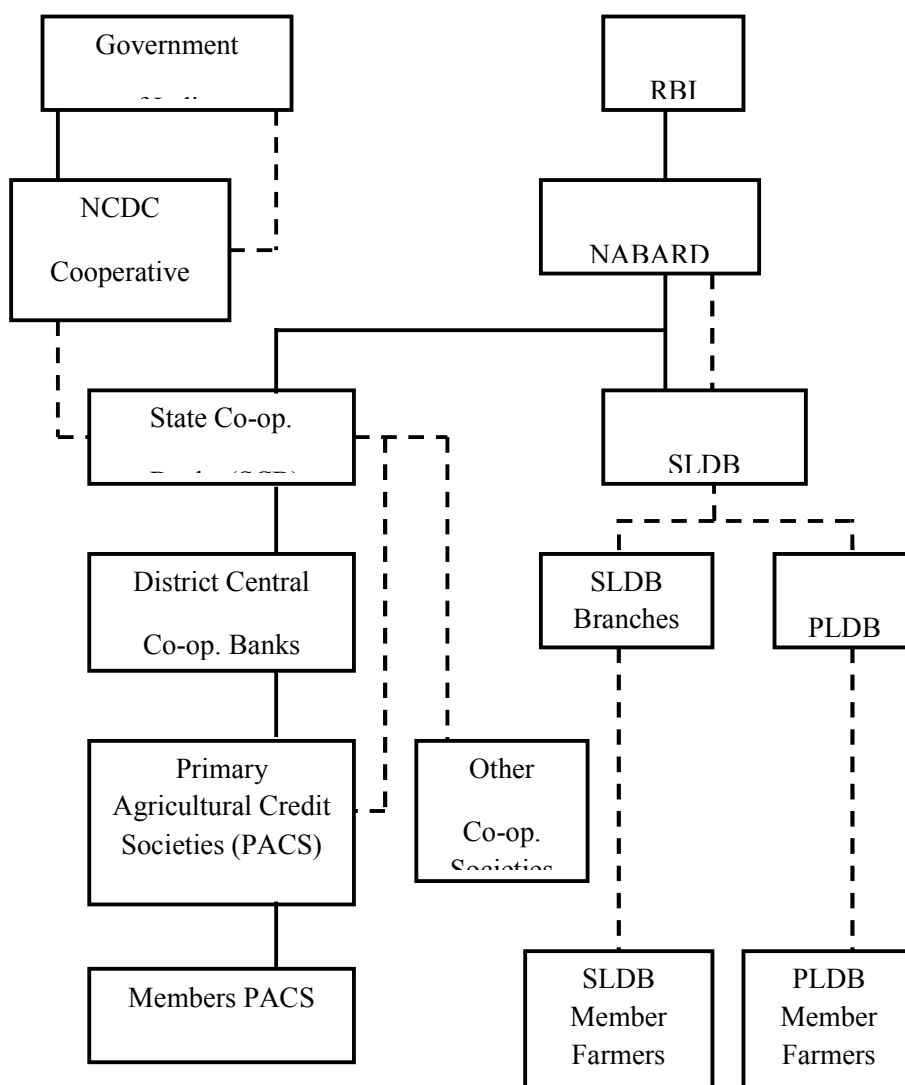 Government
RBI
NCDC
Cooperative
NABARD
State Co-op.
SLDB
District Central
Co-op. Banks
SLDB
Branches
PLDB
Primary
Agricultural Credit
Societies (PACS)
Other
Co-op.
Societies
Members PACS
SLDB
Member
Farmers
PLDB
Member
Farmers